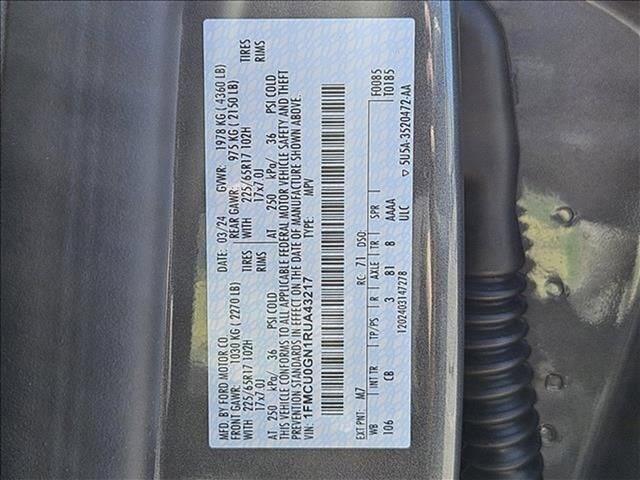 MFD. BY FORD MOTOR CO.
DATE: 03/24 GVWR: 1978 KG ( 4360 LB)
FRONT GAWR: 1030 KG ( 2270 LB) REAR GAWR: 975 KG ( 2150 LB)
WITH 225/65R17 102H TIRES WITH 225/65R17 102H TIRES
17x7.0J RIMS 17x7.0J RIMS
AT 250 kPa/ 36 PSI COLD AT 250 kPa/ 36 PSI COLD
THIS VEHICLE CONFORMS TO ALL APPLICABLE FEDERAL MOTOR VEHICLE SAFETY AND THEFT
PREVENTION STANDARDS IN EFFECT ON THE DATE OF MANUFACTURE SHOWN ABOVE.
VIN: 1FMCU0GN1RUA43217 TYPE: MPV
F0085
T0185
EXT PNT: M7 RC: 71 DSO:
WB INT TR TP/PS R AXLE TR SPR
106 CB 3 B1 B AAAA
ULC
1202403147278 ▽ 5U5A-3520472-AA